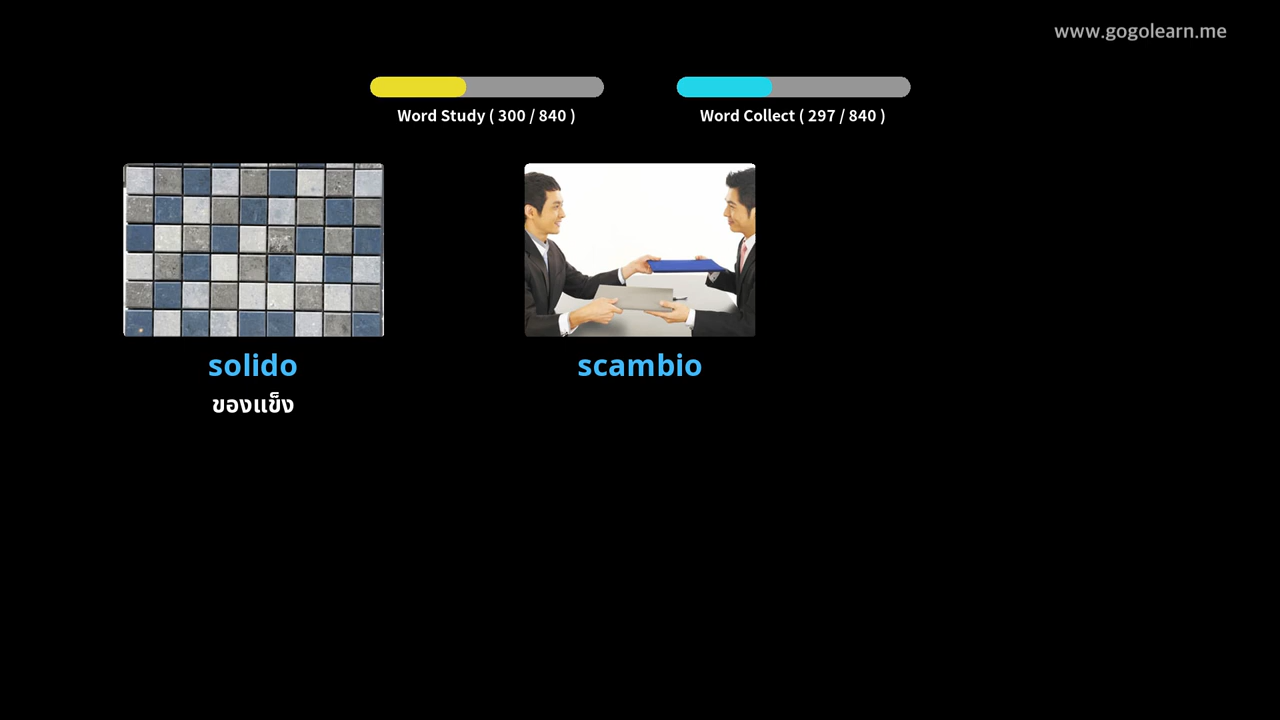 www.gogolearn.me
Word Study ( 300 / 840 )
Word Collect ( 297 / 840 )
solido
ของแข็ง
scambio